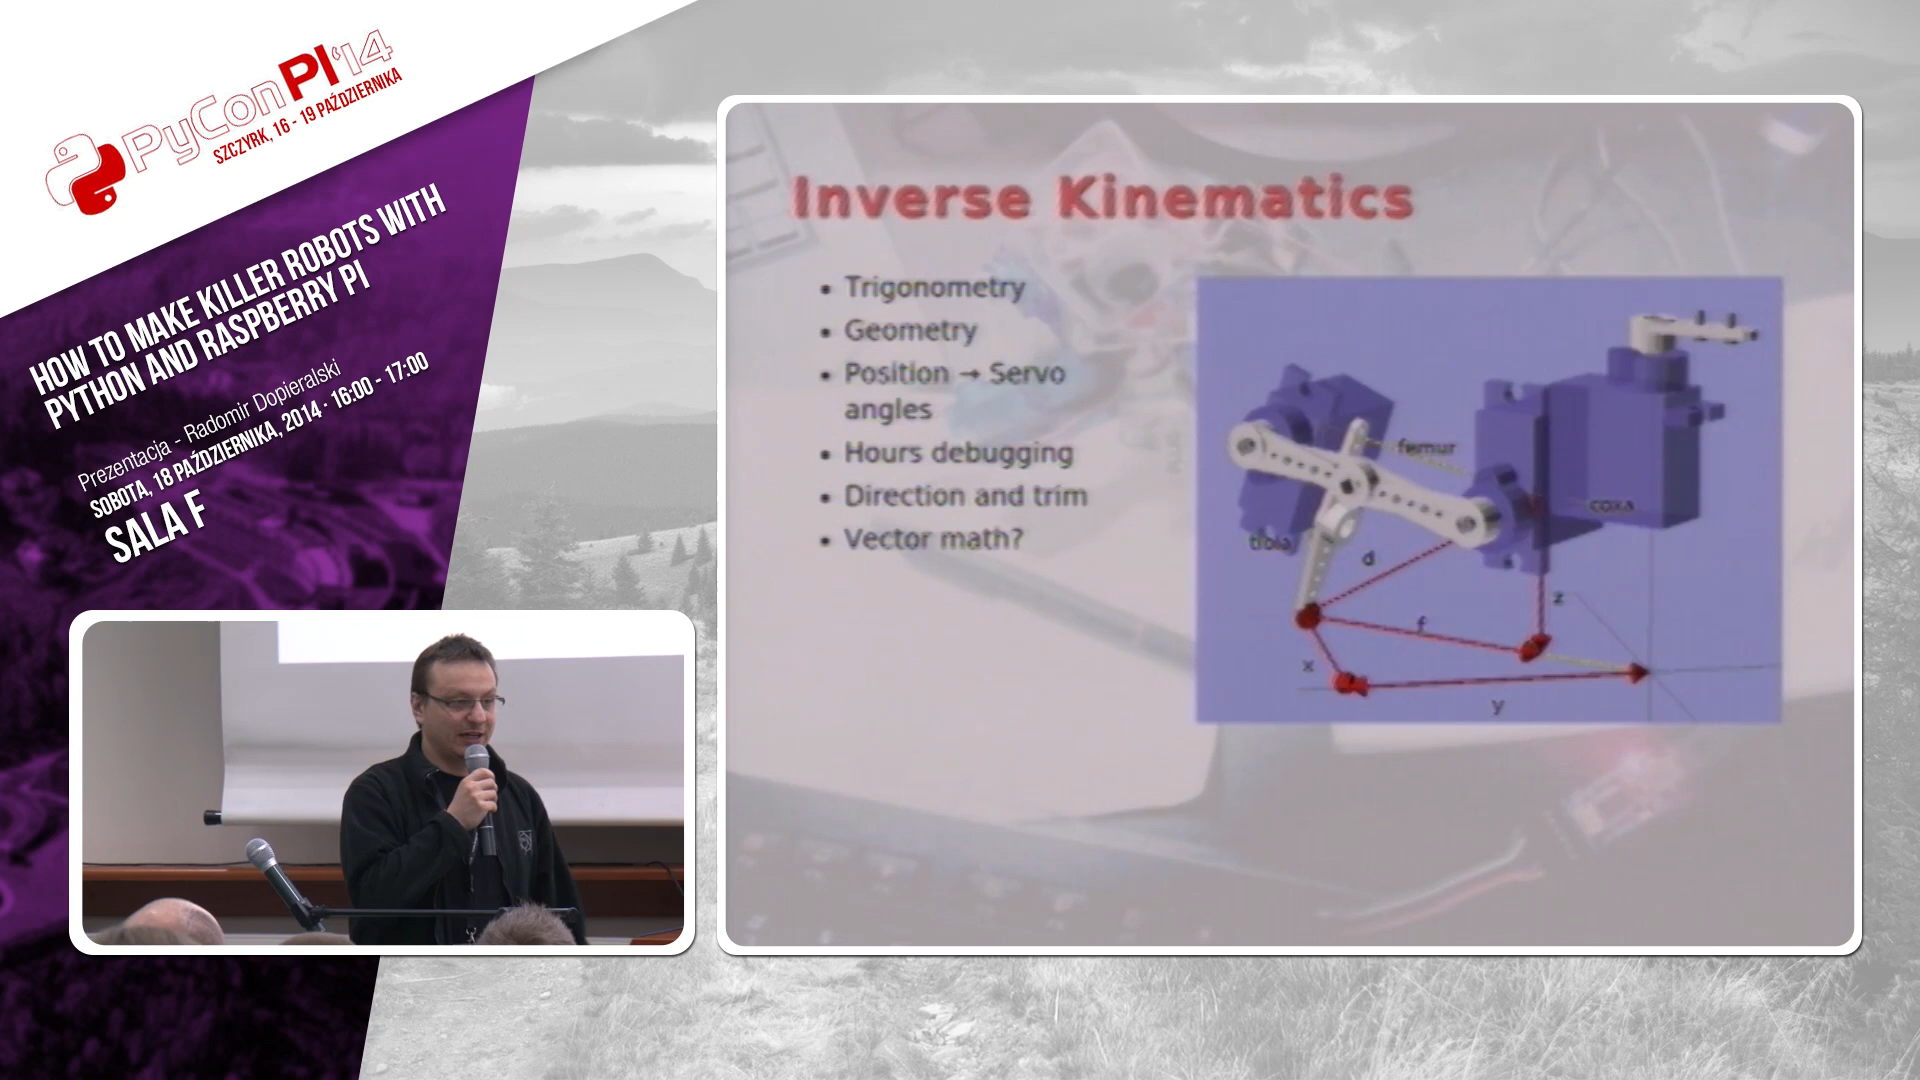 PyConPl'14
SZCZYRK, 16 - 19 PAŹDZIERNIKA
HOW TO MAKE KILLER ROBOTS WITH
PYTHON AND RASPBERRY PI
Prezentacja - Radomir Dopieralski
SOBOTA, 18 PAŹDZIERNIKA, 2014 · 16:00 - 17:00
SALA F
Inverse Kinematics
• Trigonometry
• Geometry
• Position → Servo
angles
• Hours debugging
• Direction and trim
• Vector math?
femur
coxa
tibia
d
z
f
x
y